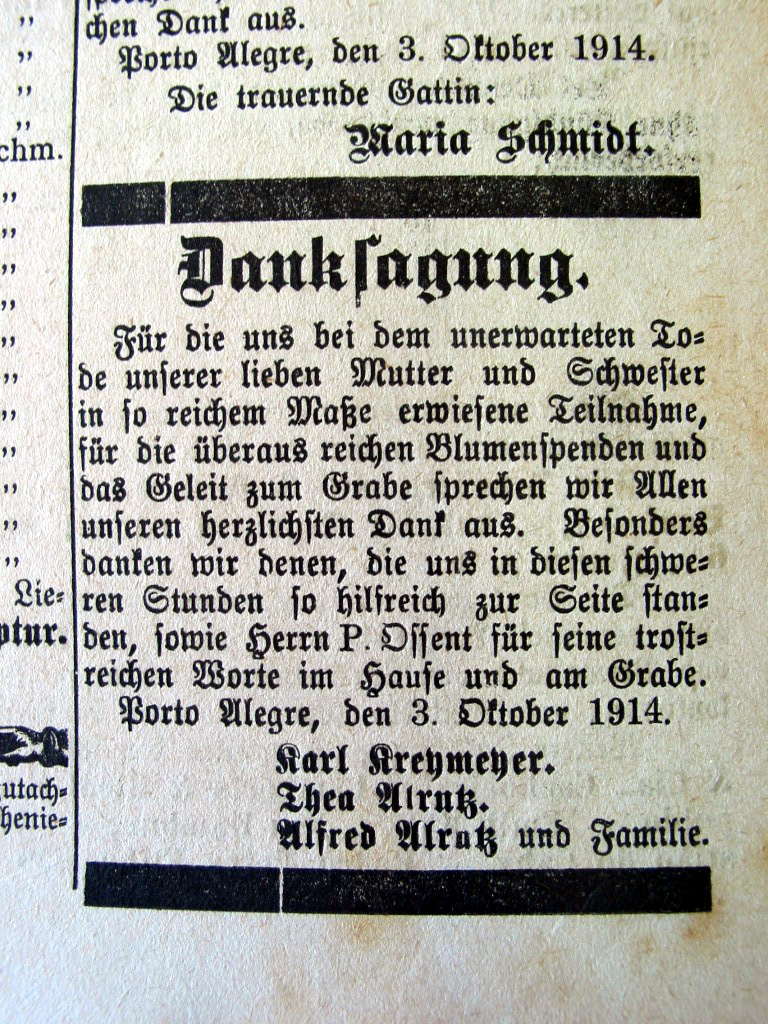 chen Dank aus.
Porto Alegre, den 3. Oktober 1914.
Die trauernde Gattin:
Maria Schmidt.
Danksagung.
Für die uns bei dem unerwarteten To=
de unserer lieben Mutter und Schwester
in so reichem Maße erwiesene Teilnahme,
für die überaus reichen Blumenspenden und
das Geleit zum Grabe sprechen wir Allen
unseren herzlichsten Dank aus. Besonders
danken wir denen, die uns in diesen schwe=
ren Stunden so hilfreich zur Seite stan=
den, sowie Herrn P. Ossent für seine trost=
reichen Worte im Hause und am Grabe.
Porto Alegre, den 3. Oktober 1914.
Karl Kreymeyer.
Thea Alrutz.
Alfred Alrutz und Familie.
chm.
Lie=
ptur.
utach=
henie=